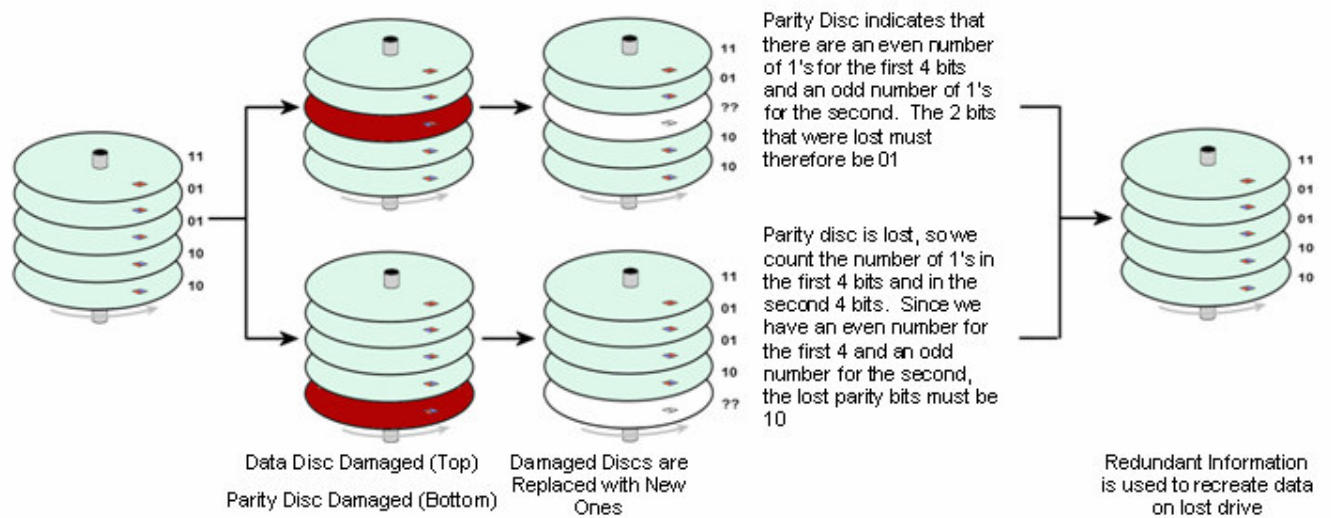 11
01
01
10
10
11
01
??
10
10
11
01
??
10
10
Parity Disc indicates that
there are an even number
of 1's for the first 4 bits
and an odd number of 1's
for the second. The 2 bits
that were lost must
therefore be 01
11
01
01
10
??
Parity disc is lost, so we
count the number of 1's in
the first 4 bits and in the
second 4 bits. Since we
have an even number for
the first 4 and an odd
number for the second,
the lost parity bits must be
10
11
01
01
10
10
Data Disc Damaged (Top)
Parity Disc Damaged (Bottom)
Damaged Discs are
Replaced with New
Ones
Redundant Information
is used to recreate data
on lost drive